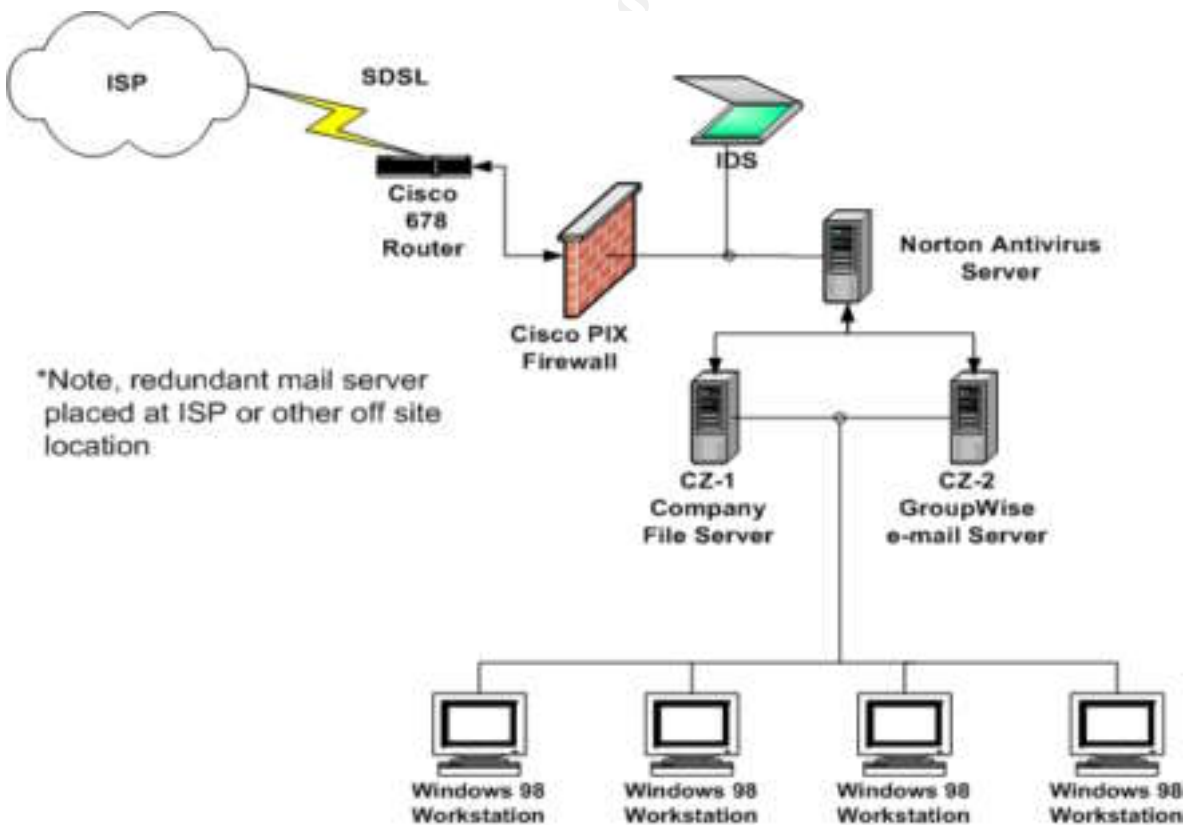 ISP
SDSL
IDS
Cisco
678
Router
Norton Antivirus
Server
Cisco PIX
Firewall
*Note, redundant mail server
placed at ISP or other off site
location
CZ-1
Company
File Server
CZ-2
GroupWise
e-mail Server
Windows 98
Workstation
Windows 98
Workstation
Windows 98
Workstation
Windows 98
Workstation